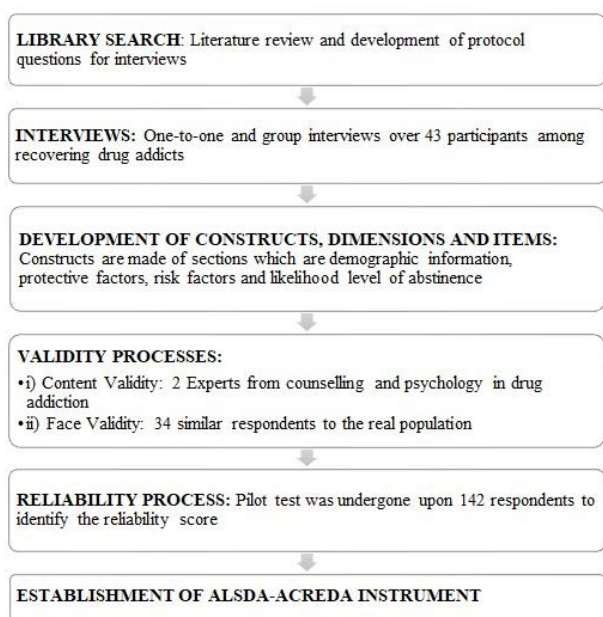 LIBRARY SEARCH: Literature review and development of protocol
questions for interviews
INTERVIEWS: One-to-one and group interviews over 43 participants among
recovering drug addicts
DEVELOPMENT OF CONSTRUCTS, DIMENSIONS AND ITEMS:
Constructs are made of sections which are demographic information,
protective factors, risk factors and likelihood level of abstinence
VALIDITY PROCESSES:
•i) Content Validity: 2 Experts from counselling and psychology in drug
addiction
•ii) Face Validity: 34 similar respondents to the real population
RELIABILITY PROCESS: Pilot test was undergone upon 142 respondents to
identify the reliability score
ESTABLISHMENT OF ALSDA-ACREDA INSTRUMENT